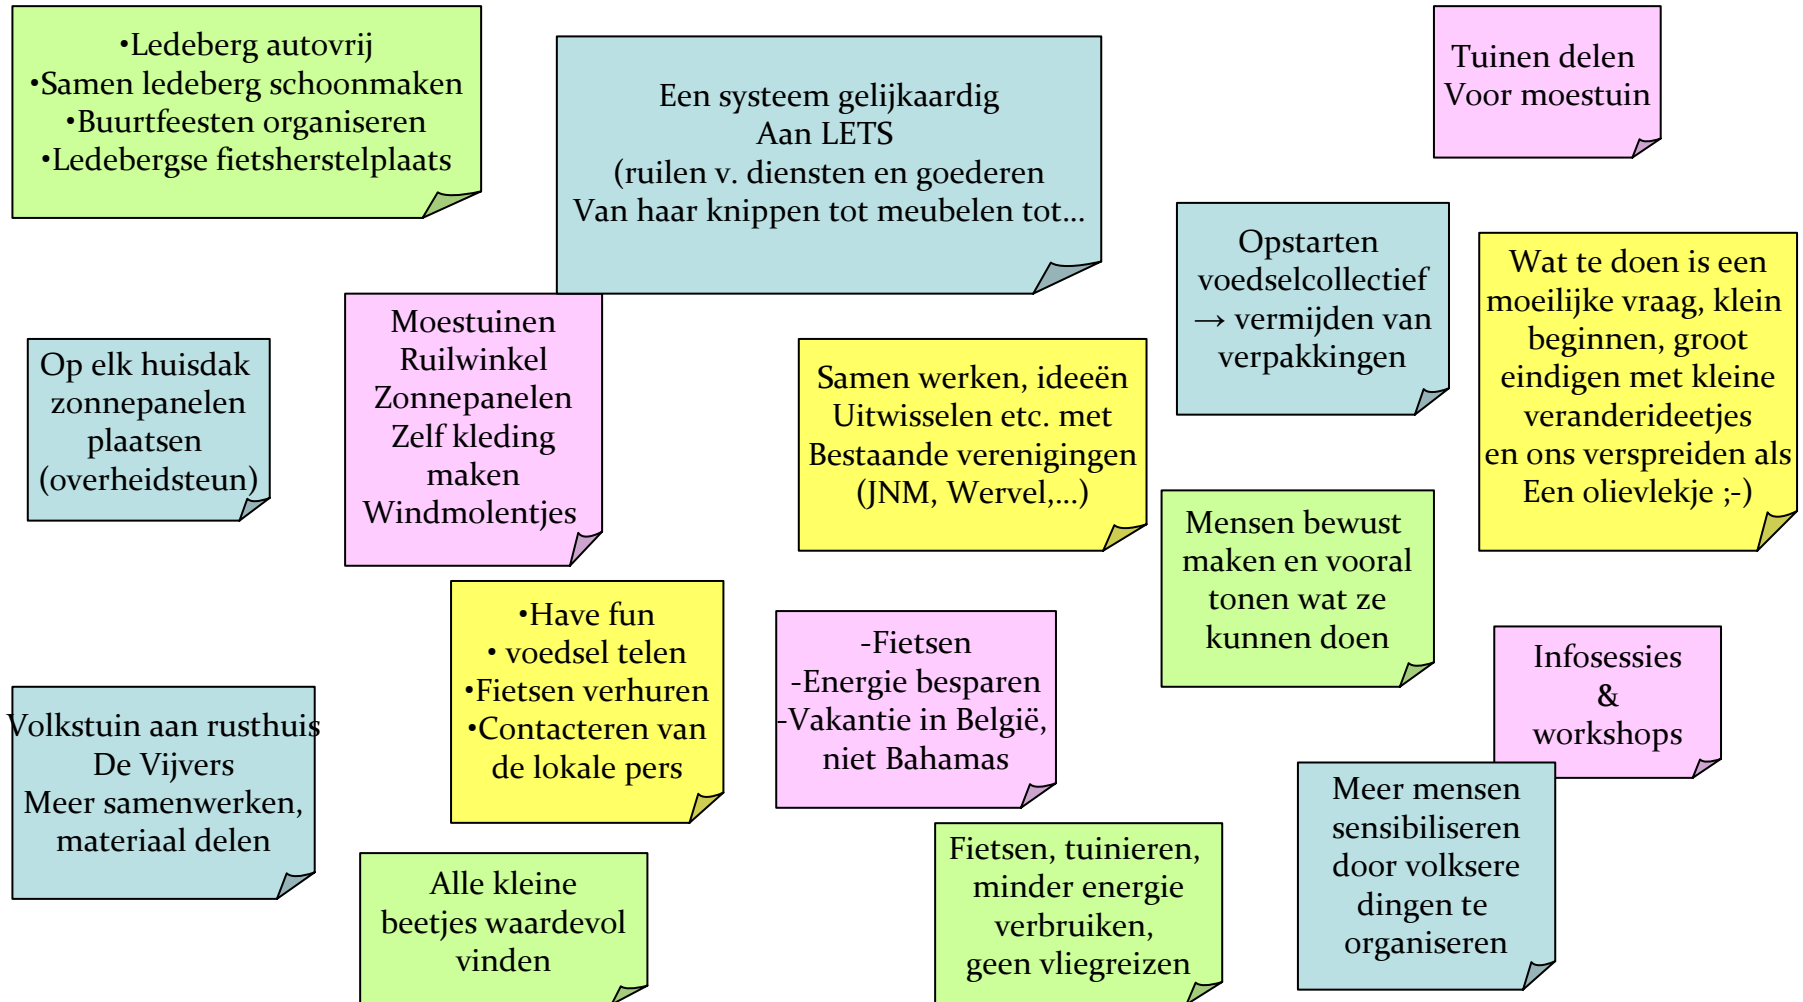 •Ledeberg autovrij
•Samen ledeberg schoonmaken
•Buurtfeesten organiseren
•Ledebergse fietsherstelplaats
Een systeem gelijkaardig
Aan LETS
(ruilen v. diensten en goederen
Van haar knippen tot meubelen tot...
Tuinen delen
Voor moestuin
Opstarten
voedselcollectief
→ vermijden van
verpakkingen
Wat te doen is een
moeilijke vraag, klein
beginnen, groot
eindigen met kleine
veranderideetjes
en ons verspreiden als
Een olievlekje ;-)
Op elk huisdak
zonnepanelen
plaatsen
(overheidsteun)
Moestuinen
Ruilwinkel
Zonnepanelen
Zelf kleding
maken
Windmolentjes
Samen werken, ideeën
Uitwisselen etc. met
Bestaande verenigingen
(JNM, Wervel,...)
Mensen bewust
maken en vooral
tonen wat ze
kunnen doen
•Have fun
• voedsel telen
•Fietsen verhuren
•Contacteren van
de lokale pers
-Fietsen
-Energie besparen
-Vakantie in België,
niet Bahamas
Infosessies
&
workshops
Volkstuin aan rusthuis
De Vijvers
Meer samenwerken,
materiaal delen
Alle kleine
beetjes waardevol
vinden
Fietsen, tuinieren,
minder energie
verbruiken,
geen vliegreizen
Meer mensen
sensibiliseren
door volksere
dingen te
organiseren